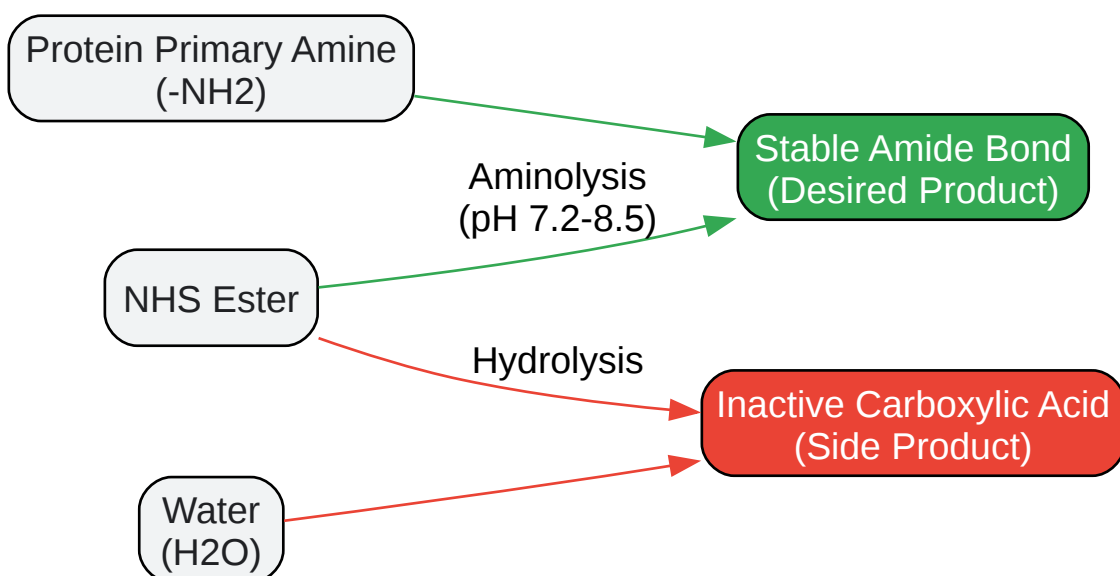 Protein Primary Amine
(-NH2)
Stable Amide Bond
(Desired Product)
Aminolysis
(pH 7.2-8.5)
NHS Ester
Hydrolysis
Inactive Carboxylic Acid
(Side Product)
Water
(H2O)